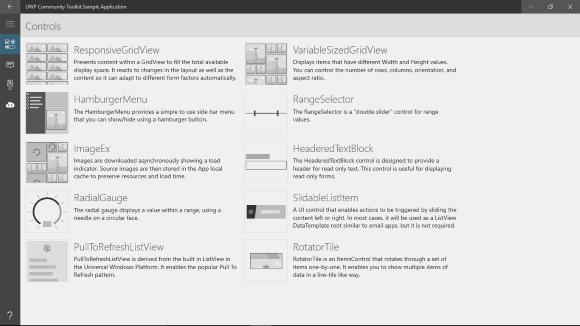 UWP Community Toolkit Sample Application
Controls
ResponsiveGridView
Presents content within a GridView to fill the total available
display space. It reacts to changes in the layout as well as the
content so it can adapt to different form factors automatically.
VariableSizedGridView
Displays items that have different Width and Height values.
You can control the number of rows, columns, orientation, and
aspect ratio.
HamburgerMenu
The HamburgerMenu provides a simple to use side bar menu
that you can show/hide using a hamburger button.
RangeSelector
The RangeSelector is a "double slider" control for range
values.
ImageEx
Images are downloaded asynchronously showing a load
indicator. Source images are then stored in the App local
cache to preserve resources and load time.
HeaderedTextBlock
The HeaderedTextBlock control is designed to provide a
header for read only text. This control is useful for displaying
read only forms.
RadialGauge
The radial gauge displays a value within a range, using a
needle on a circular face.
SlidableListItem
A UI control that enables actions to be triggered by sliding the
content left or right. In most cases, it will be used as a ListView
DataTemplate root similar to email apps, but it is not required.
PullToRefreshListView
PullToRefreshListView is derived from the built in ListView in
the Universal Windows Platform. It enables the popular Pull To
Refresh pattern.
RotatorTile
RotatorTile is an ItemsControl that rotates through a set of
items one-by-one. It enables you to show multiple items of
data in a live-tile like way.
?